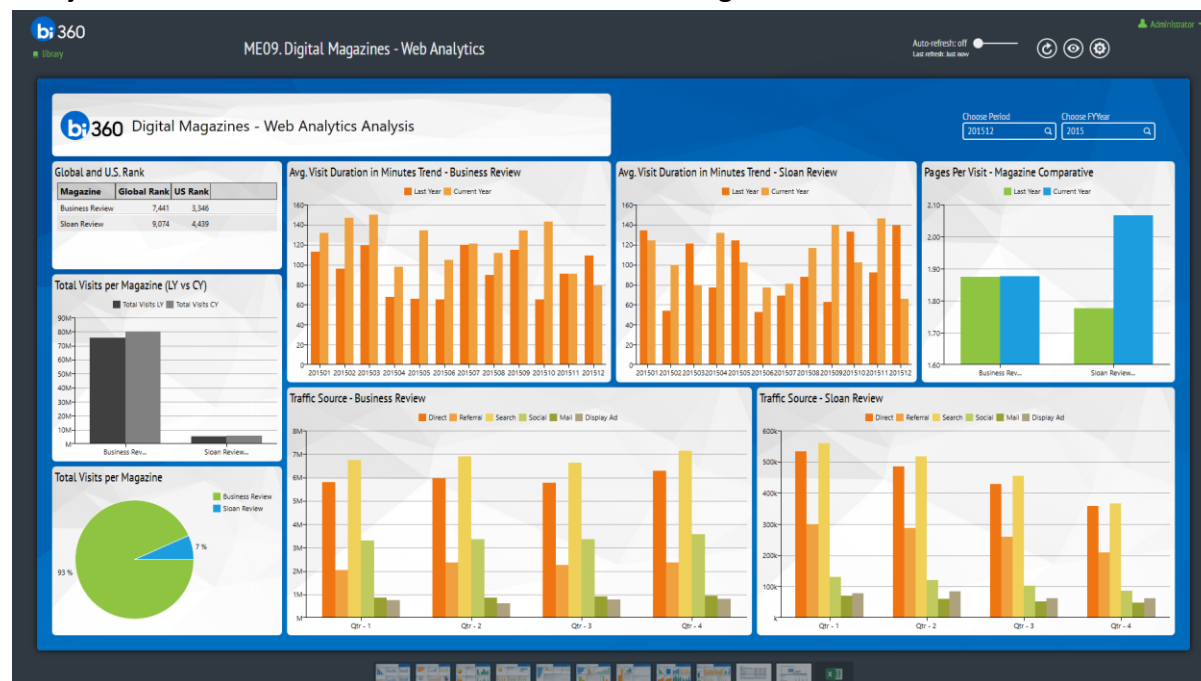 bi 360
Administrator
library
ME09. Digital Magazines - Web Analytics
Auto-refresh: off
Last refresh: Just now
bi 360 Digital Magazines - Web Analytics Analysis
Choose Period
Choose FYYear
201512
2015
Global and U.S. Rank
Magazine Global Rank US Rank
Business Review 7,441 3,346
Sloan Review 9,074 4,439
Avg. Visit Duration in Minutes Trend - Business Review
Last Year Current Year
160
140
120
100
80
60
40
20
0
201501 201502 201503 201504 201505 201506 201507 201508 201509 201510 201511 201512
Avg. Visit Duration in Minutes Trend - Sloan Review
Last Year Current Year
160
140
120
100
80
60
40
20
0
201501 201502 201503 201504 201505 201506 201507 201508 201509 201510 201511 201512
Pages Per Visit - Magazine Comparative
Last Year Current Year
2.10
2.00
1.90
1.80
1.70
1.60
Business Rev...
Sloan Review...
Total Visits per Magazine (LY vs CY)
Total Visits LY Total Visits CY
90M
80M
70M
60M
50M
40M
30M
20M
10M
M
Business Rev...
Sloan Review...
Traffic Source - Business Review
Direct Referral Search Social Mail Display Ad
8M
7M
6M
5M
4M
3M
2M
1M
M
Qtr - 1
Qtr - 2
Qtr - 3
Qtr - 4
Traffic Source - Sloan Review
Direct Referral Search Social Mail Display Ad
600k
500k
400k
300k
200k
100k
k
Qtr - 1
Qtr - 2
Qtr - 3
Qtr - 4
Total Visits per Magazine
Business Review
Sloan Review
7 %
93 %